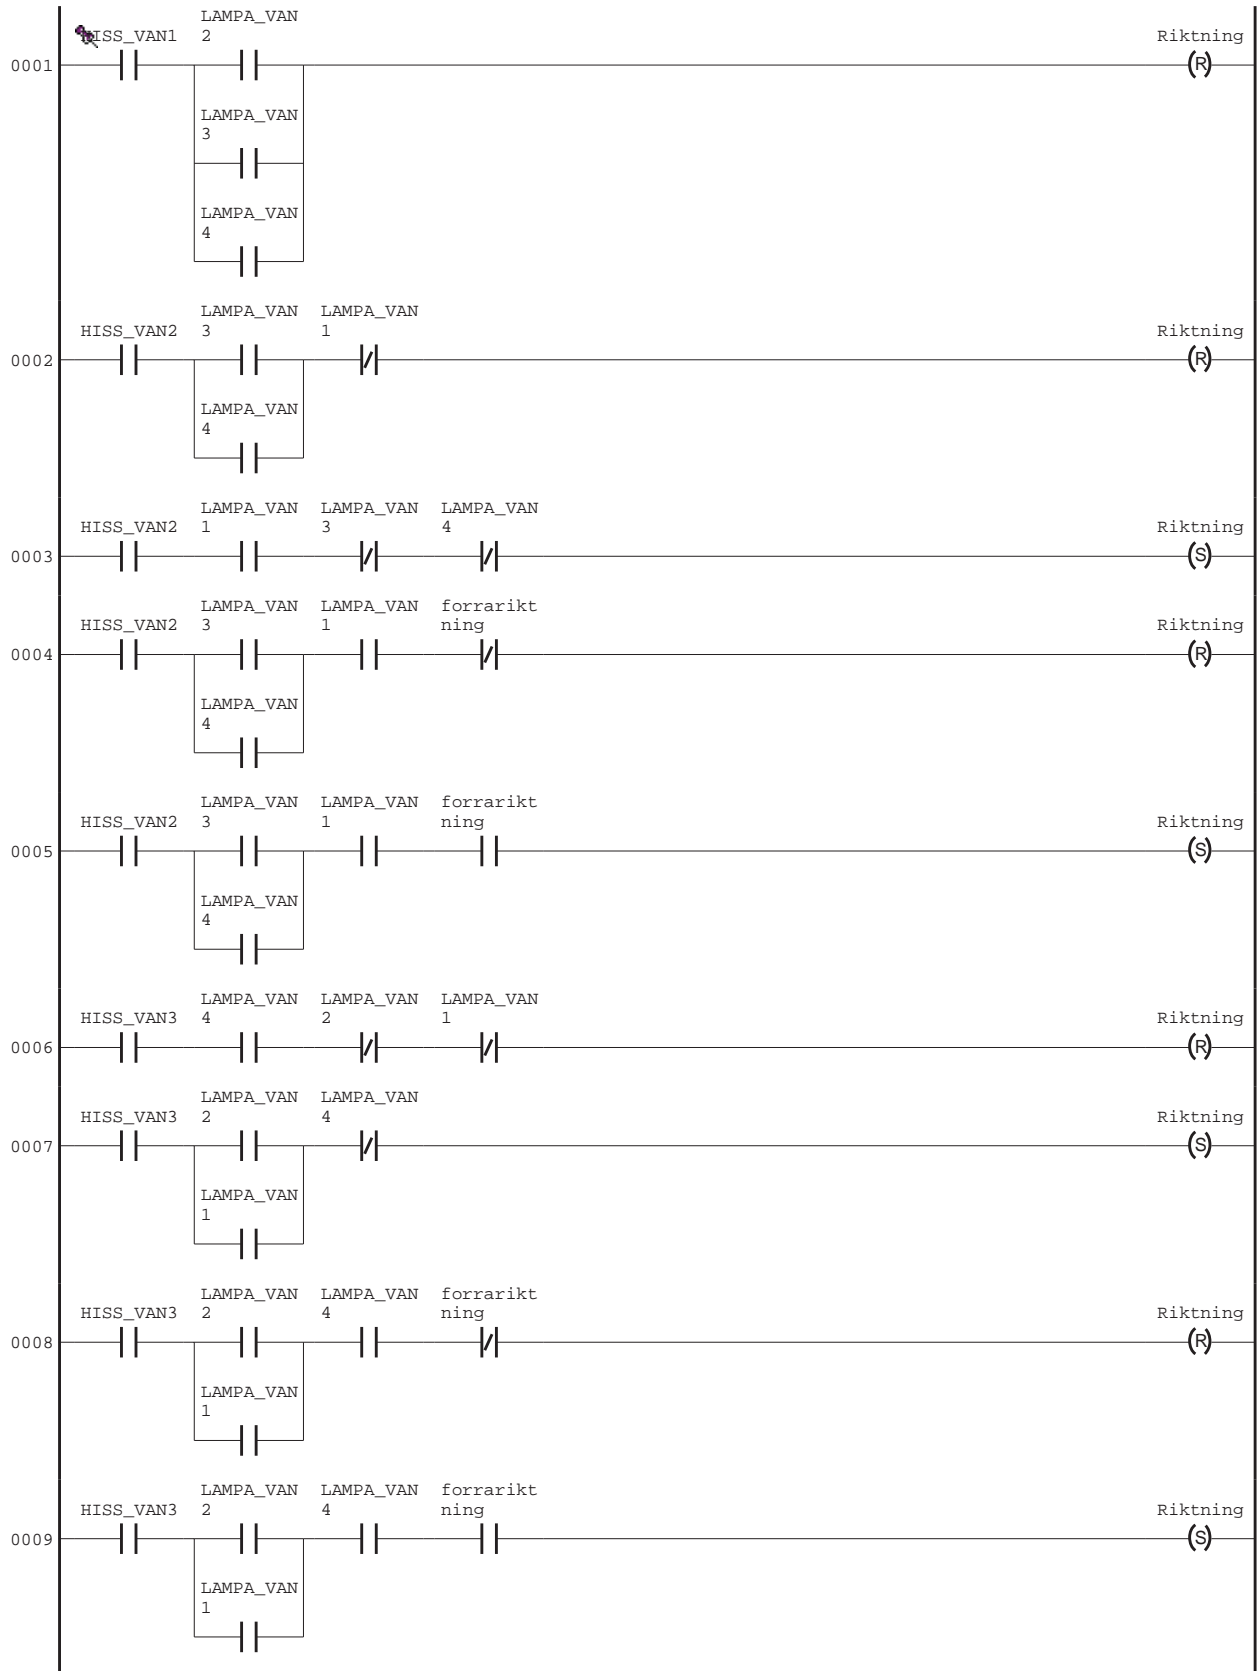 LAMPA_VAN
HISS_VAN1 2 Riktning
0001 (R)
LAMPA_VAN
3
LAMPA_VAN
4
LAMPA_VAN LAMPA_VAN
HISS_VAN2 3 1 Riktning
0002 (R)
LAMPA_VAN
4
LAMPA_VAN LAMPA_VAN LAMPA_VAN
HISS_VAN2 1 3 4 Riktning
0003 (S)
LAMPA_VAN LAMPA_VAN forrarikt
HISS_VAN2 3 1 ning Riktning
0004 (R)
LAMPA_VAN
4
LAMPA_VAN LAMPA_VAN forrarikt
HISS_VAN2 3 1 ning Riktning
0005 (S)
LAMPA_VAN
4
LAMPA_VAN LAMPA_VAN LAMPA_VAN
HISS_VAN3 4 2 1 Riktning
0006 (R)
LAMPA_VAN LAMPA_VAN
HISS_VAN3 2 4 Riktning
0007 (S)
LAMPA_VAN
1
LAMPA_VAN LAMPA_VAN forrarikt
HISS_VAN3 2 4 ning Riktning
0008 (R)
LAMPA_VAN
1
LAMPA_VAN LAMPA_VAN forrarikt
HISS_VAN3 2 4 ning Riktning
0009 (S)
LAMPA_VAN
1